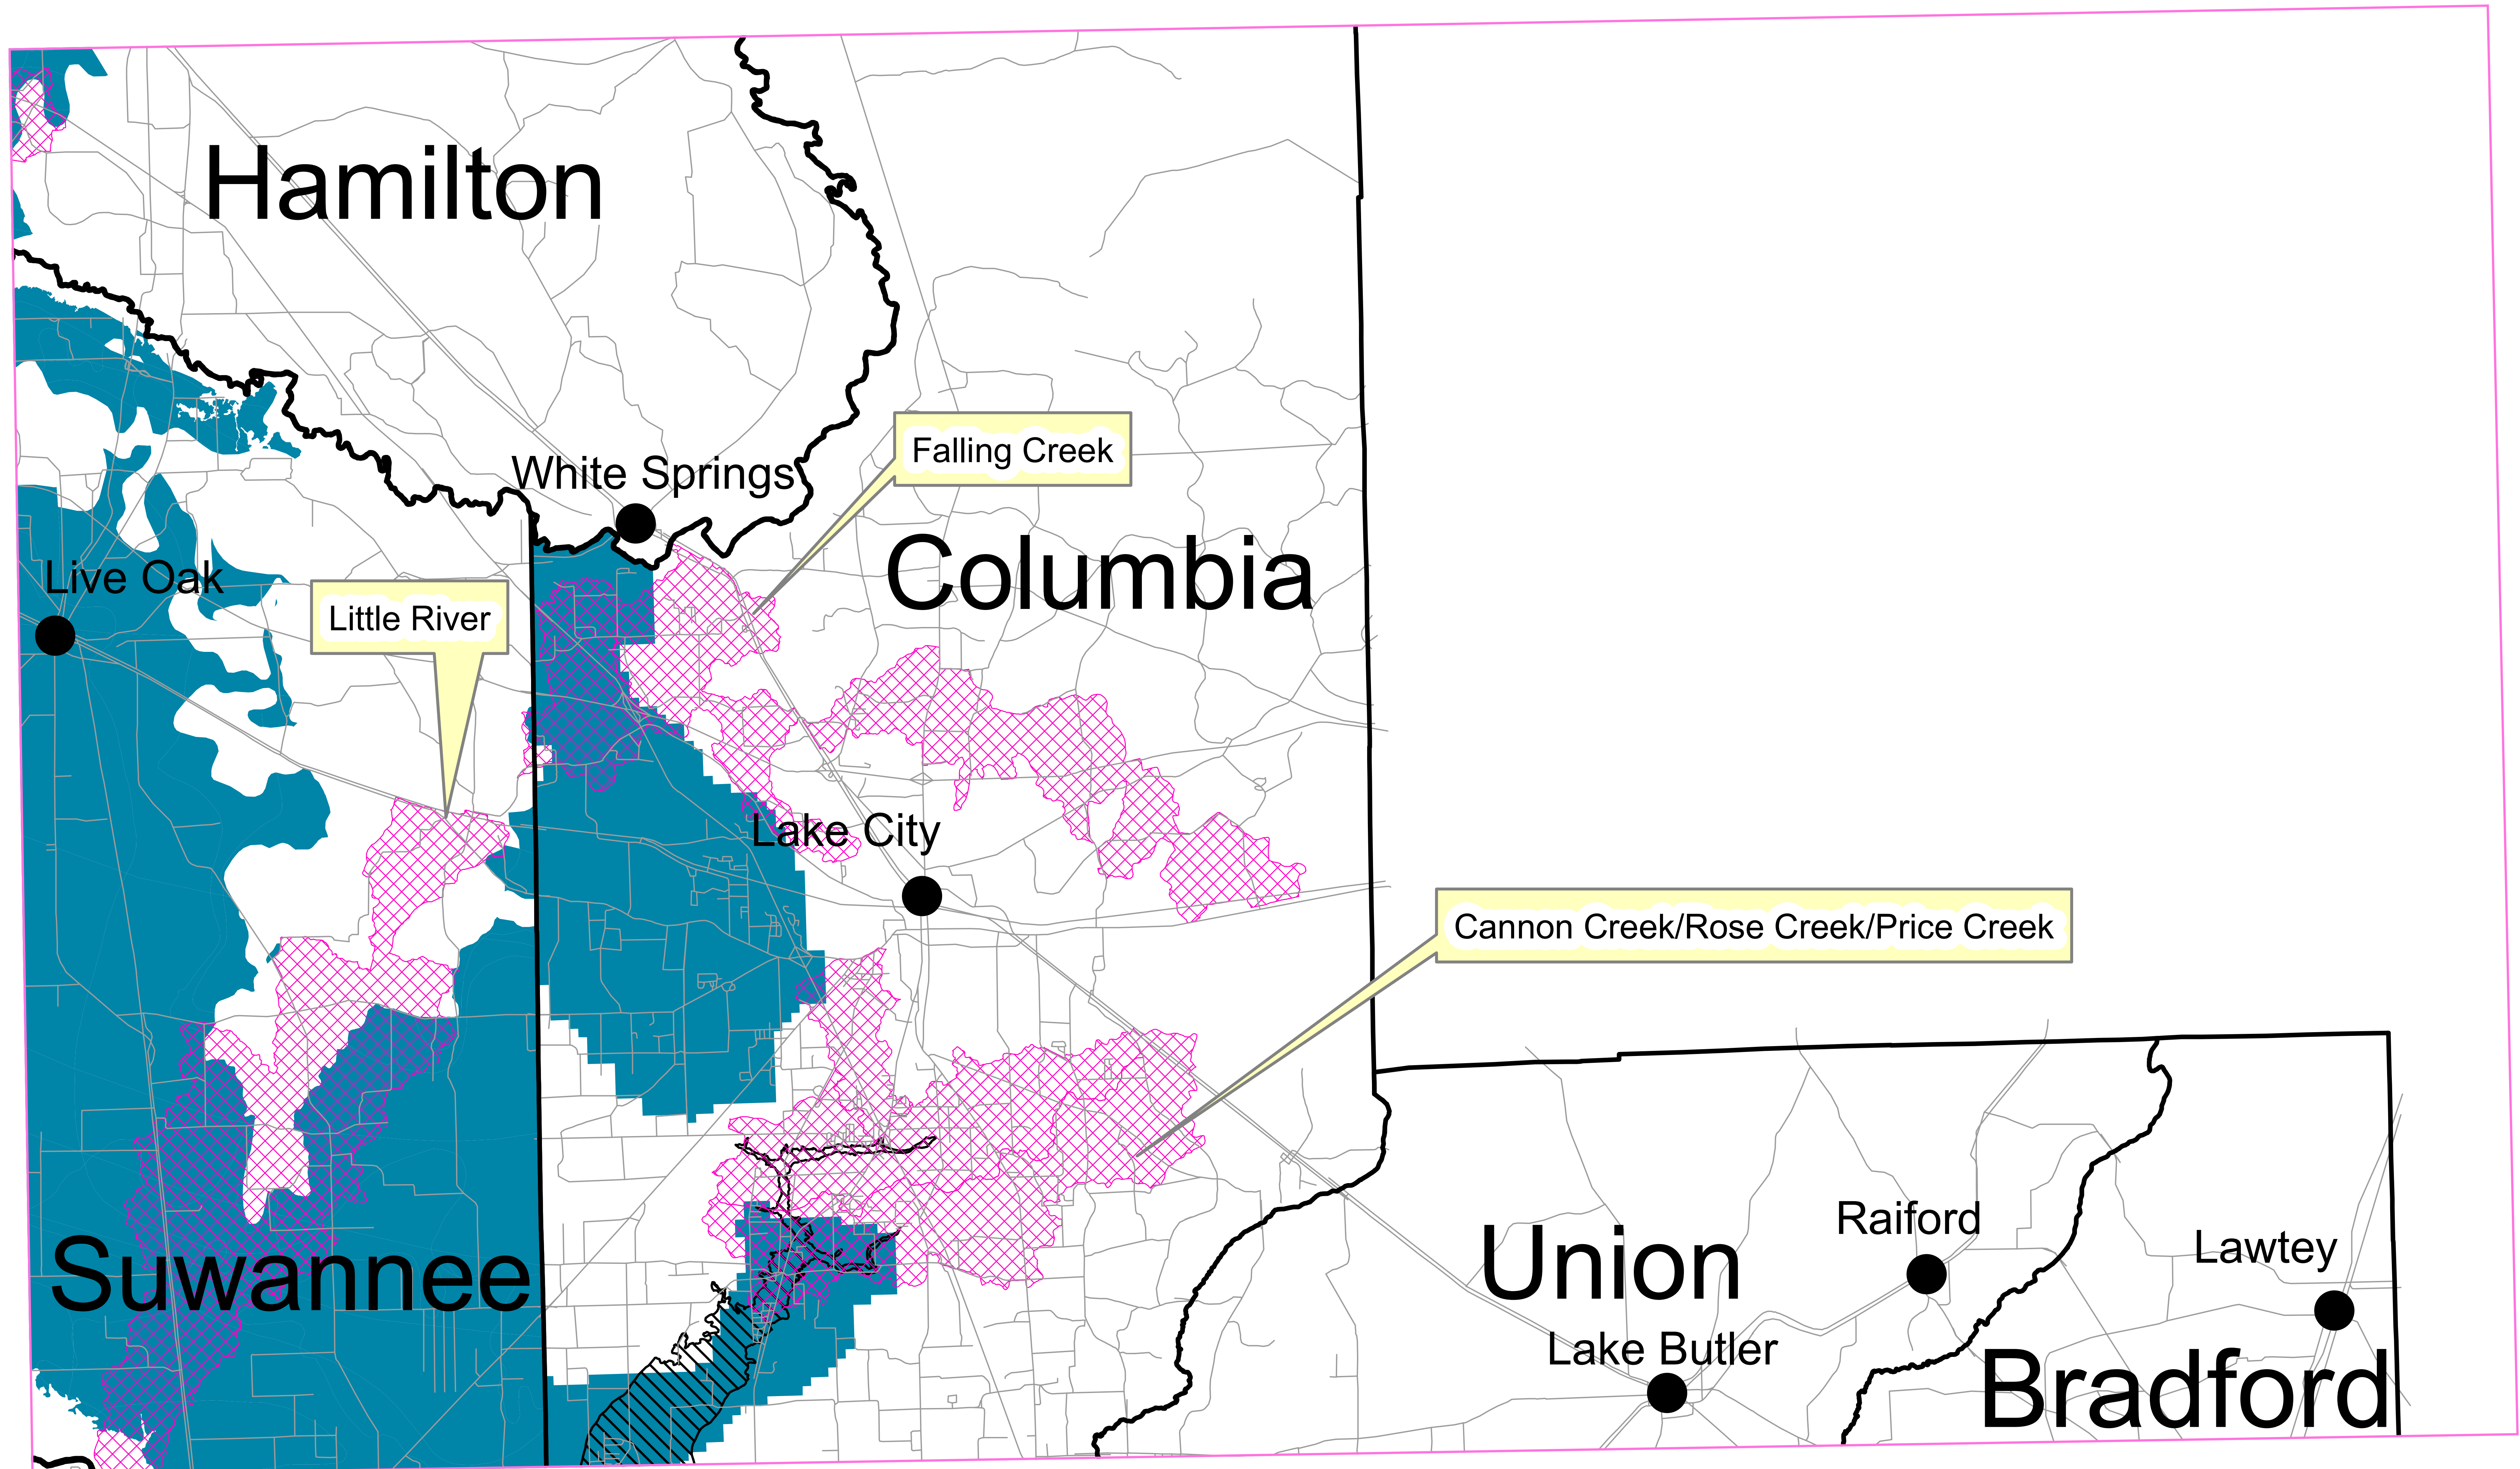 Hamilton
Falling Creek
White Springs
Columbia
Live Oak
Little River
Lake City
Cannon Creek/Rose Creek/Price Creek
Suwannee
Union
Raiford
Lawtey
Lake Butler
Bradford